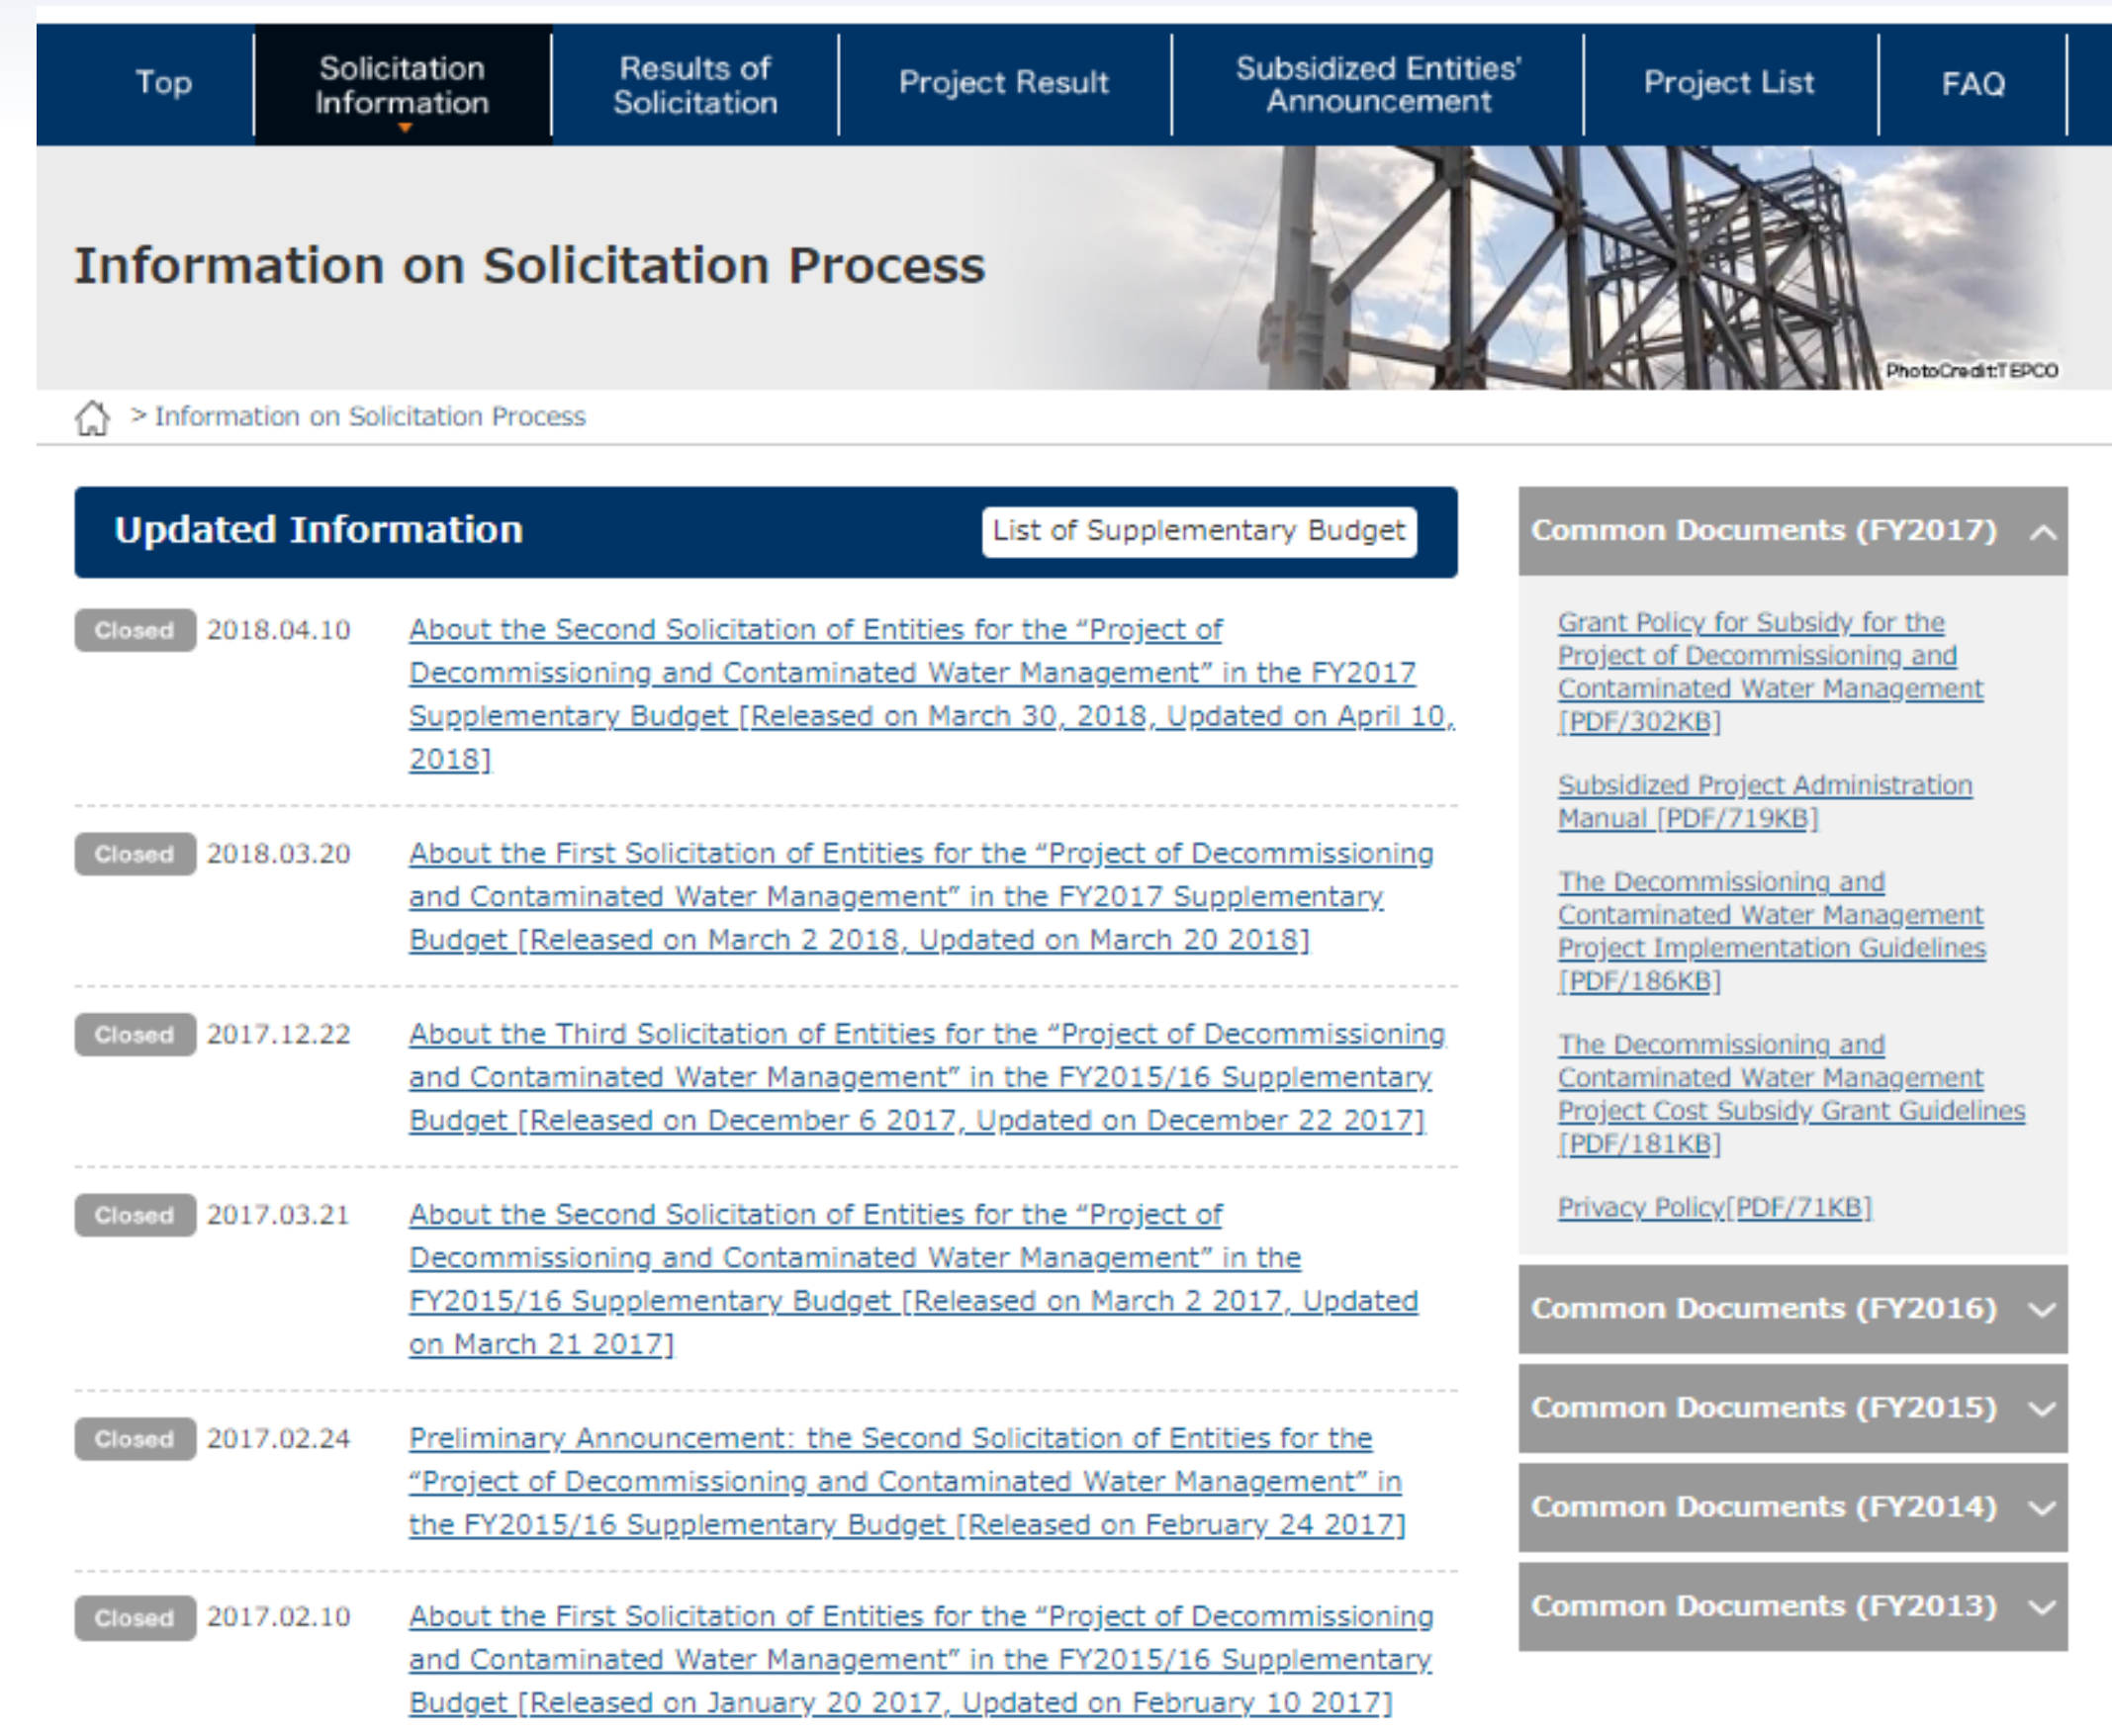 Top
Solicitation
Information
Results of
Solicitation
Project Result
Subsidized Entities'
Announcement
Project List
FAQ
Information on Solicitation Process
PhotoCredit:TEPCO
> Information on Solicitation Process
Updated Information
List of Supplementary Budget
Closed 2018.04.10 About the Second Solicitation of Entities for the “Project of
Decommissioning and Contaminated Water Management” in the FY2017
Supplementary Budget [Released on March 30, 2018, Updated on April 10,
2018]
Closed 2018.03.20 About the First Solicitation of Entities for the “Project of Decommissioning
and Contaminated Water Management” in the FY2017 Supplementary
Budget [Released on March 2 2018, Updated on March 20 2018]
Closed 2017.12.22 About the Third Solicitation of Entities for the “Project of Decommissioning
and Contaminated Water Management” in the FY2015/16 Supplementary
Budget [Released on December 6 2017, Updated on December 22 2017]
Closed 2017.03.21 About the Second Solicitation of Entities for the “Project of
Decommissioning and Contaminated Water Management” in the
FY2015/16 Supplementary Budget [Released on March 2 2017, Updated
on March 21 2017]
Closed 2017.02.24 Preliminary Announcement: the Second Solicitation of Entities for the
“Project of Decommissioning and Contaminated Water Management” in
the FY2015/16 Supplementary Budget [Released on February 24 2017]
Closed 2017.02.10 About the First Solicitation of Entities for the “Project of Decommissioning
and Contaminated Water Management” in the FY2015/16 Supplementary
Budget [Released on January 20 2017, Updated on February 10 2017]
Common Documents (FY2017)
Grant Policy for Subsidy for the
Project of Decommissioning and
Contaminated Water Management
[PDF/302KB]
Subsidized Project Administration
Manual [PDF/719KB]
The Decommissioning and
Contaminated Water Management
Project Implementation Guidelines
[PDF/186KB]
The Decommissioning and
Contaminated Water Management
Project Cost Subsidy Grant Guidelines
[PDF/181KB]
Privacy Policy[PDF/71KB]
Common Documents (FY2016)
Common Documents (FY2015)
Common Documents (FY2014)
Common Documents (FY2013)